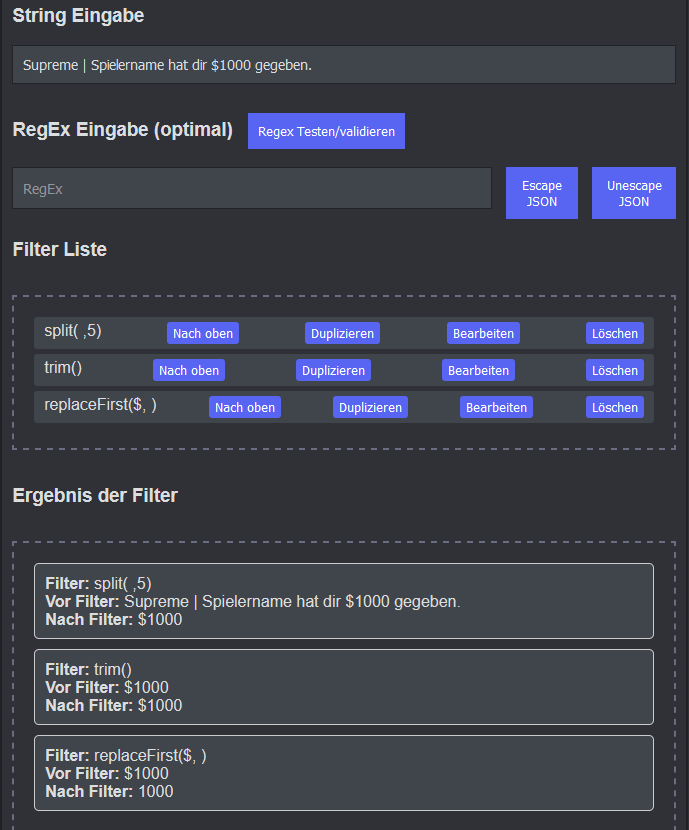 String Eingabe
Supreme | Spielername hat dir $1000 gegeben.
RegEx Eingabe (optimal) Regex Testen/validieren
RegEx
Escape
JSON
Unescape
JSON
Filter Liste
split( ,5) Nach oben Duplizieren Bearbeiten Löschen
trim() Nach oben Duplizieren Bearbeiten Löschen
replaceFirst($, ) Nach oben Duplizieren Bearbeiten Löschen
Ergebnis der Filter
Filter: split( ,5)
Vor Filter: Supreme | Spielername hat dir $1000 gegeben.
Nach Filter: $1000
Filter: trim()
Vor Filter: $1000
Nach Filter: $1000
Filter: replaceFirst($, )
Vor Filter: $1000
Nach Filter: 1000